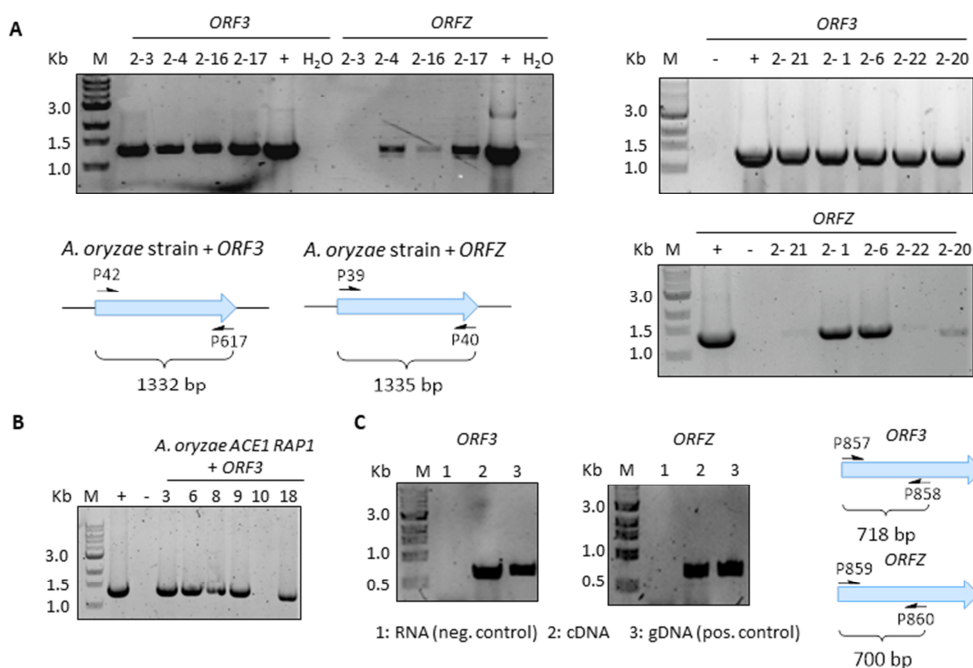 A
ORF3 ORFZ
Kb M 2-3 2-4 2-16 2-17 + H₂O 2-3 2-4 2-16 2-17 + H₂O
3.0
1.5
1.0
ORF3
Kb M - + 2- 21 2- 1 2-6 2-22 2-20
3.0
1.5
1.0
A. oryzae strain + ORF3
P42
P617
1332 bp
A. oryzae strain + ORFZ
P39
P40
1335 bp
ORFZ
Kb M + - 2- 21 2- 1 2-6 2-22 2-20
3.0
1.5
1.0
B
A. oryzae ACE1 RAP1
+ ORF3
Kb M + - 3 6 8 9 10 18
3.0
1.5
1.0
C
ORF3
Kb M 1 2 3
3.0
1.0
0.5
ORFZ
Kb M 1 2 3
3.0
1.0
0.5
1: RNA (neg. control) 2: cDNA 3: gDNA (pos. control)
ORF3
P857
P858
718 bp
ORFZ
P859
P860
700 bp